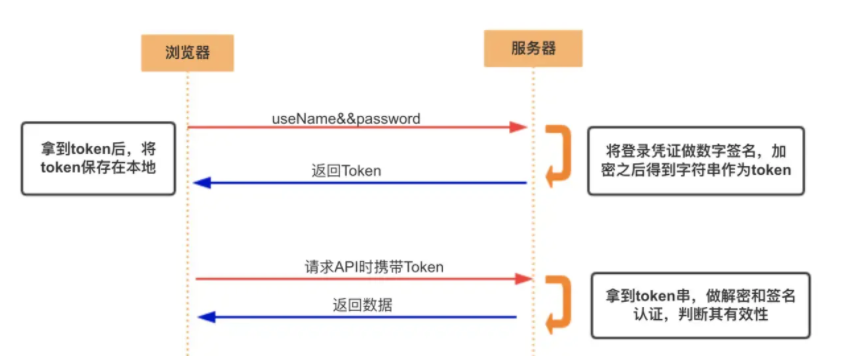 浏览器
服务器
useName&&password
拿到token后，将
token保存在本地
将登录凭证做数字签名，加
密之后得到字符串作为token
返回Token
请求API时携带Token
返回数据
拿到token串，做解密和签名
认证，判断其有效性